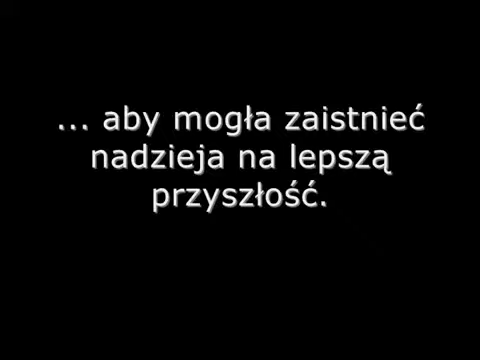 ... aby mogła zaistnieć
nadzieja na lepszą
przyszłość.